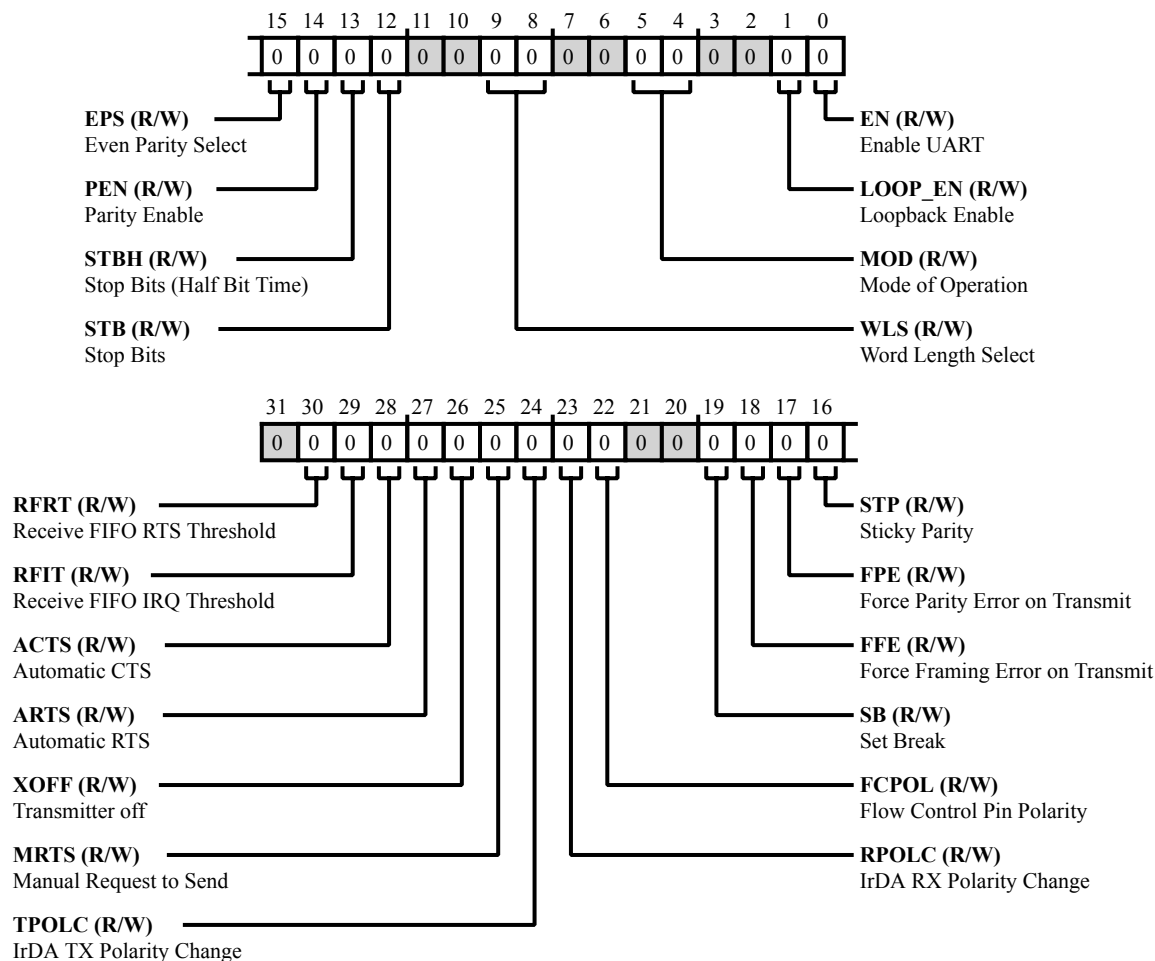 15 14 13 12 11 10 9 8 7 6 5 4 3 2 1 0
0 0 0 0 0 0 0 0 0 0 0 0 0 0 0 0
EPS (R/W)
Even Parity Select
PEN (R/W)
Parity Enable
STBH (R/W)
Stop Bits (Half Bit Time)
STB (R/W)
Stop Bits
EN (R/W)
Enable UART
LOOP_EN (R/W)
Loopback Enable
MOD (R/W)
Mode of Operation
WLS (R/W)
Word Length Select
31 30 29 28 27 26 25 24 23 22 21 20 19 18 17 16
0 0 0 0 0 0 0 0 0 0 0 0 0 0 0 0
RFRT (R/W)
Receive FIFO RTS Threshold
RFIT (R/W)
Receive FIFO IRQ Threshold
ACTS (R/W)
Automatic CTS
ARTS (R/W)
Automatic RTS
XOFF (R/W)
Transmitter off
MRTS (R/W)
Manual Request to Send
TPOLC (R/W)
IrDA TX Polarity Change
STP (R/W)
Sticky Parity
FPE (R/W)
Force Parity Error on Transmit
FFE (R/W)
Force Framing Error on Transmit
SB (R/W)
Set Break
FCPOL (R/W)
Flow Control Pin Polarity
RPOLC (R/W)
IrDA RX Polarity Change